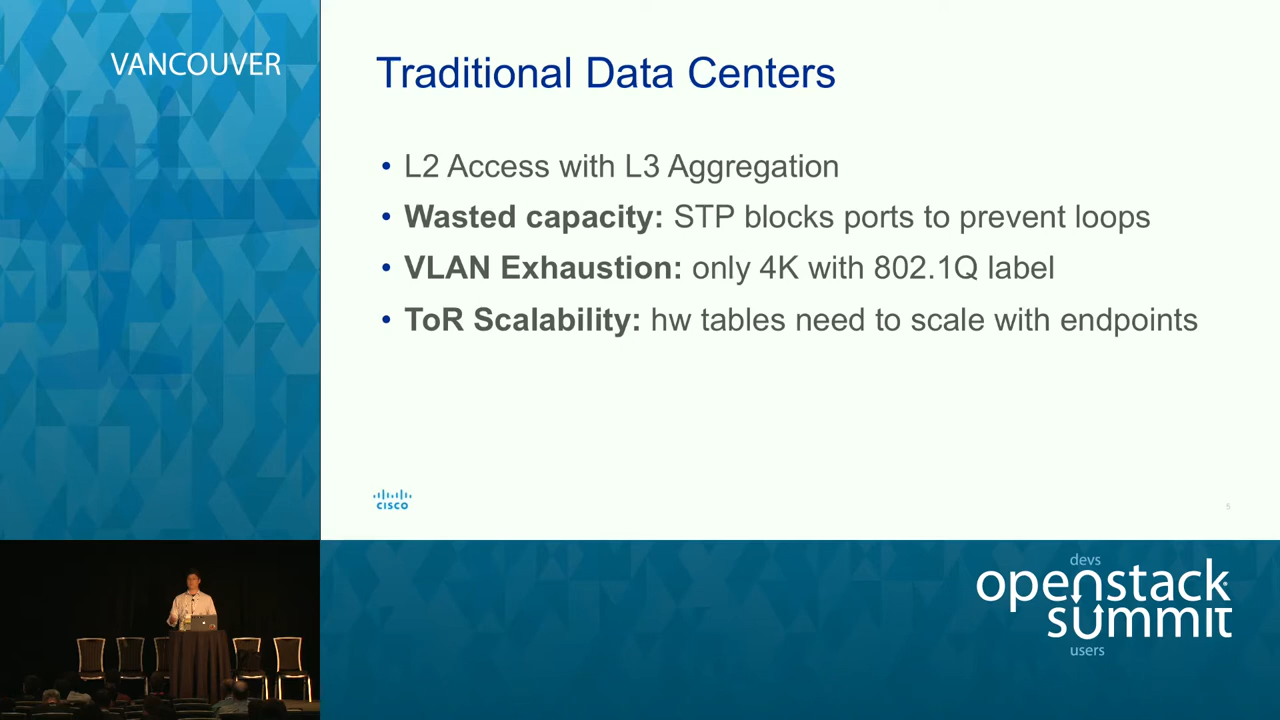 VANCOUVER
Traditional Data Centers
• L2 Access with L3 Aggregation
• Wasted capacity: STP blocks ports to prevent loops
• VLAN Exhaustion: only 4K with 802.1Q label
• ToR Scalability: hw tables need to scale with endpoints
CISCO
5
devs
openstack
summit
users